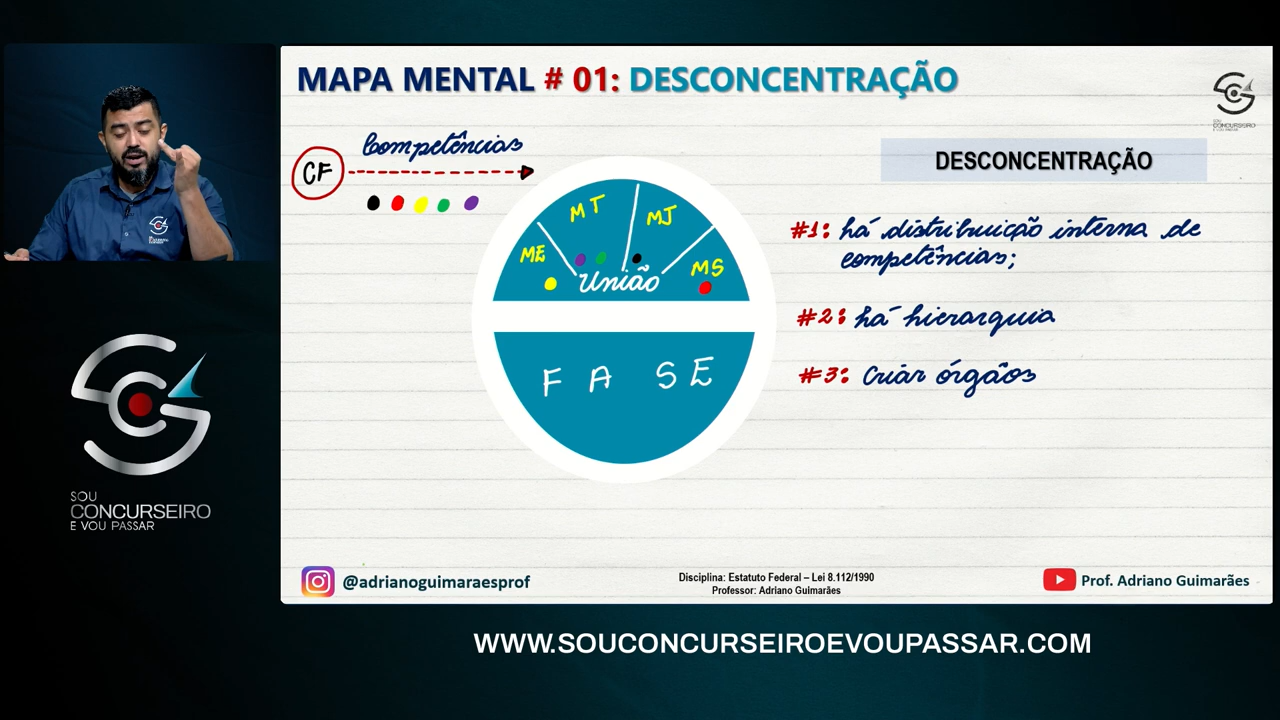 MAPA MENTAL # 01: DESCONCENTRAÇÃO
SOU
CONCURSEIRO
CF
Competências
DESCONCENTRAÇÃO
ME
MT
MJ
MS
União
F A S E
#1: há distribuição interna de
competências;
#2: há hierarquia
#3: Criar órgãos
SOU
CONCURSEIRO
E VOU PASSAR
@adrianoguimaraesprof
Disciplina: Estatuto Federal – Lei 8.112/1990
Professor: Adriano Guimarães
Prof. Adriano Guimarães
WWW.SOUCONCURSEIROEVOUPASSAR.COM